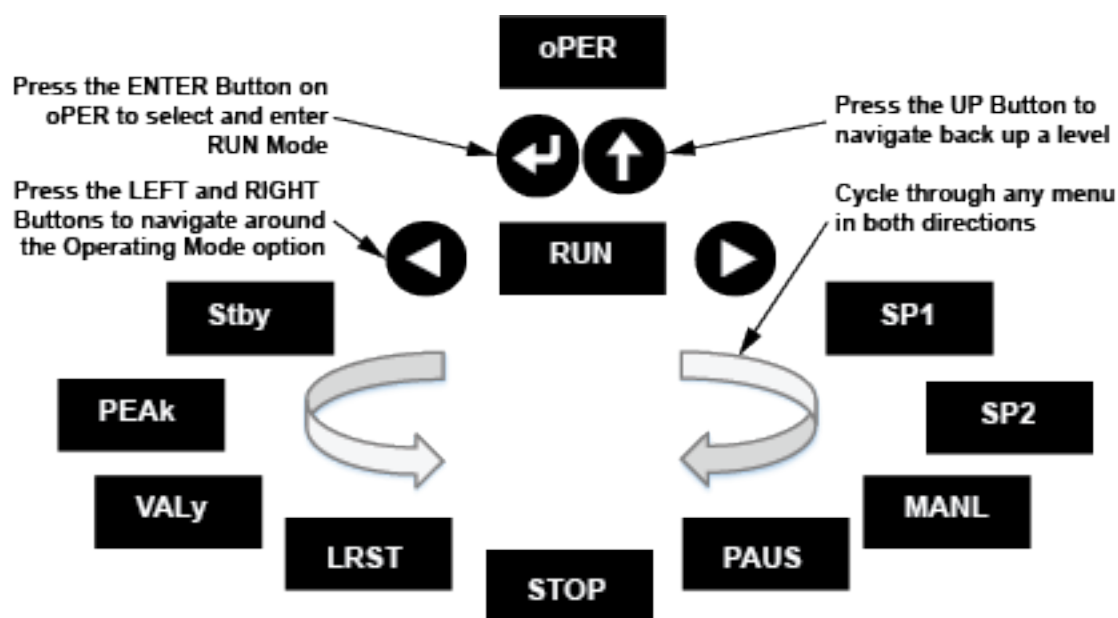 oPER
Press the ENTER Button on
oPER to select and enter
RUN Mode
Press the UP Button to
navigate back up a level
Press the LEFT and RIGHT
Buttons to navigate around
the Operating Mode option
Cycle through any menu
in both directions
RUN
Stby
SP1
PEAk
SP2
VALy
MANL
LRST
PAUS
STOP